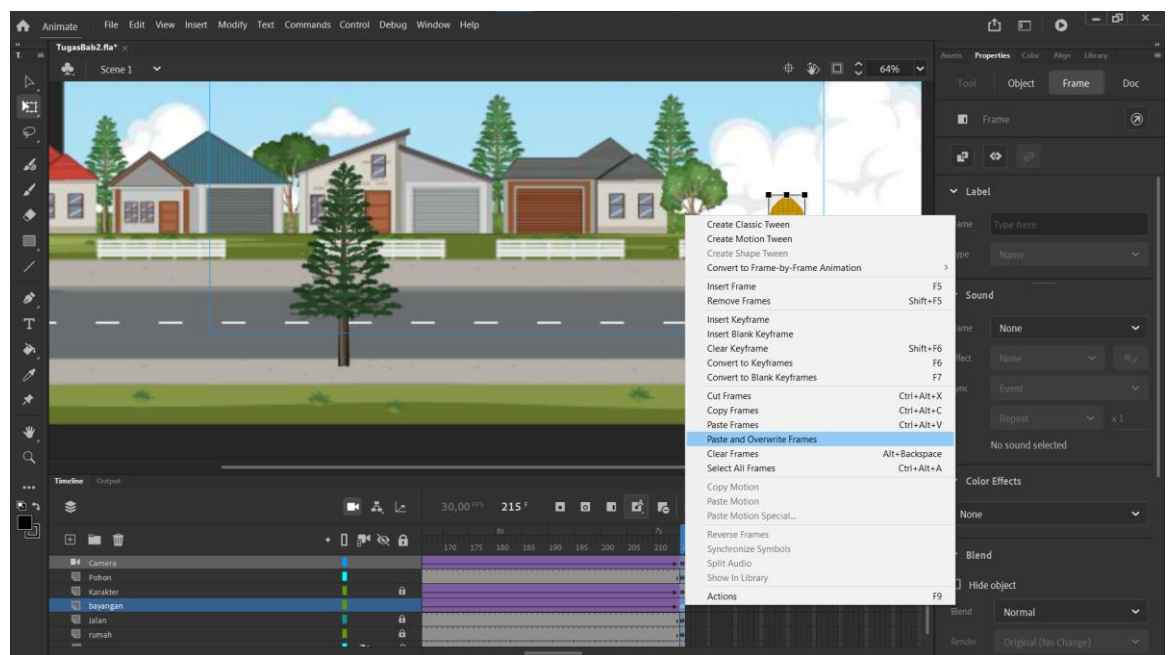 Animate File Edit View Insert Modify Text Commands Control Debug Window Help
TugasBab2.fla* ×
Assets Properties Color Align Library
Scene 1 64%
Tool Object Frame Doc
Frame
Label
Name Type here
Type Name
Sound
Name None
Effect None
Sync Event
Repeat x 1
No sound selected
Color Effects
None
Blend
Hide object
Blend Normal
Render Original (No Change)
Create Classic Tween
Create Motion Tween
Create Shape Tween
Convert to Frame-by-Frame Animation
Insert Frame F5
Remove Frames Shift+F5
Insert Keyframe
Insert Blank Keyframe
Clear Keyframe Shift+F6
Convert to Keyframes F6
Convert to Blank Keyframes F7
Cut Frames Ctrl+Alt+X
Copy Frames Ctrl+Alt+C
Paste Frames Ctrl+Alt+V
Paste and Overwrite Frames
Clear Frames Alt+Backspace
Select All Frames Ctrl+Alt+A
Copy Motion
Paste Motion
Paste Motion Special...
Reverse Frames
Synchronize Symbols
Split Audio
Show In Library
Actions F9
Timeline Output
30,00 FPS 215 F
6s 7s
170 175 180 185 190 195 200 205 210
Camera
Pohon
Karakter
bayangan
Jalan
rumah